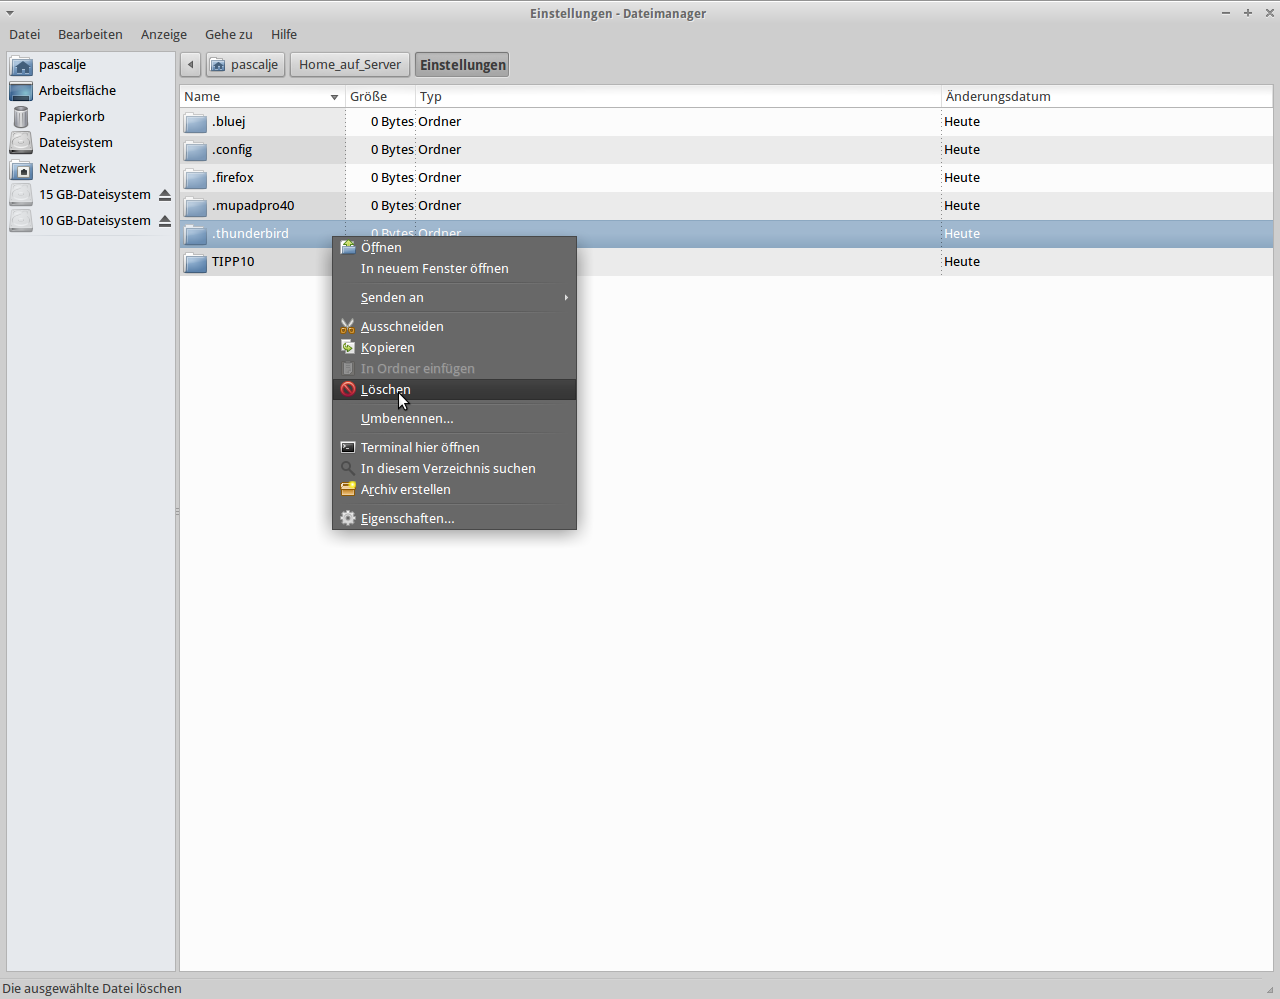 Einstellungen - Dateimanager
Datei Bearbeiten Anzeige Gehe zu Hilfe
pascalje
Arbeitsfläche
Papierkorb
Dateisystem
Netzwerk
15 GB-Dateisystem
10 GB-Dateisystem
pascalje Home_auf_Server Einstellungen
Name Größe Typ Änderungsdatum
.bluej 0 Bytes Ordner Heute
.config 0 Bytes Ordner Heute
.firefox 0 Bytes Ordner Heute
.mupadpro40 0 Bytes Ordner Heute
.thunderbird 0 Bytes Ordner Heute
TIPP10 Heute
Öffnen
In neuem Fenster öffnen
Senden an
Ausschneiden
Kopieren
In Ordner einfügen
Löschen
Umbenennen...
Terminal hier öffnen
In diesem Verzeichnis suchen
Archiv erstellen
Eigenschaften...
Die ausgewählte Datei löschen